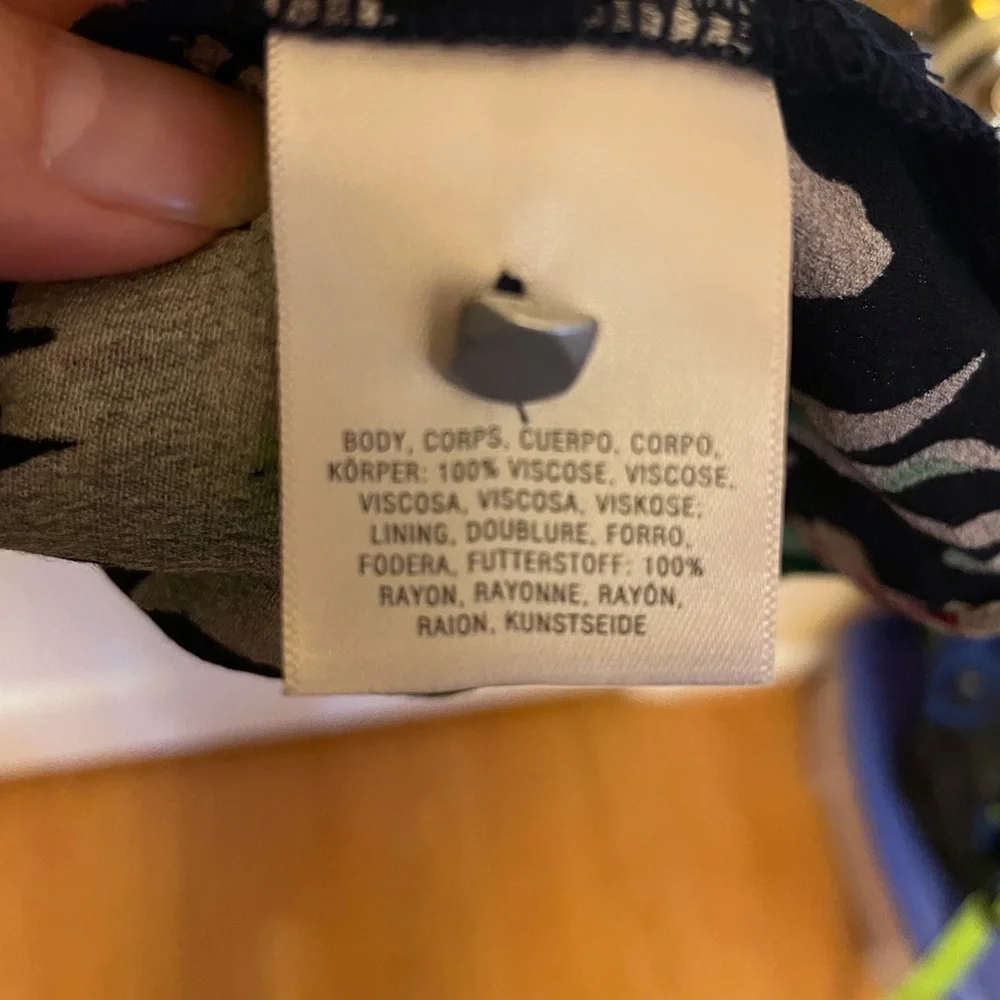 BODY, CORPS, CUERPO, CORPO,
KÖRPER: 100% VISCOSE, VISCOSE,
VISCOSA, VISCOSA, VISKOSE;
LINING, DOUBLURE, FORRO,
FODERA, FUTTERSTOFF: 100%
RAYON, RAYONNE, RAYÓN,
RAION, KUNSTSEIDE